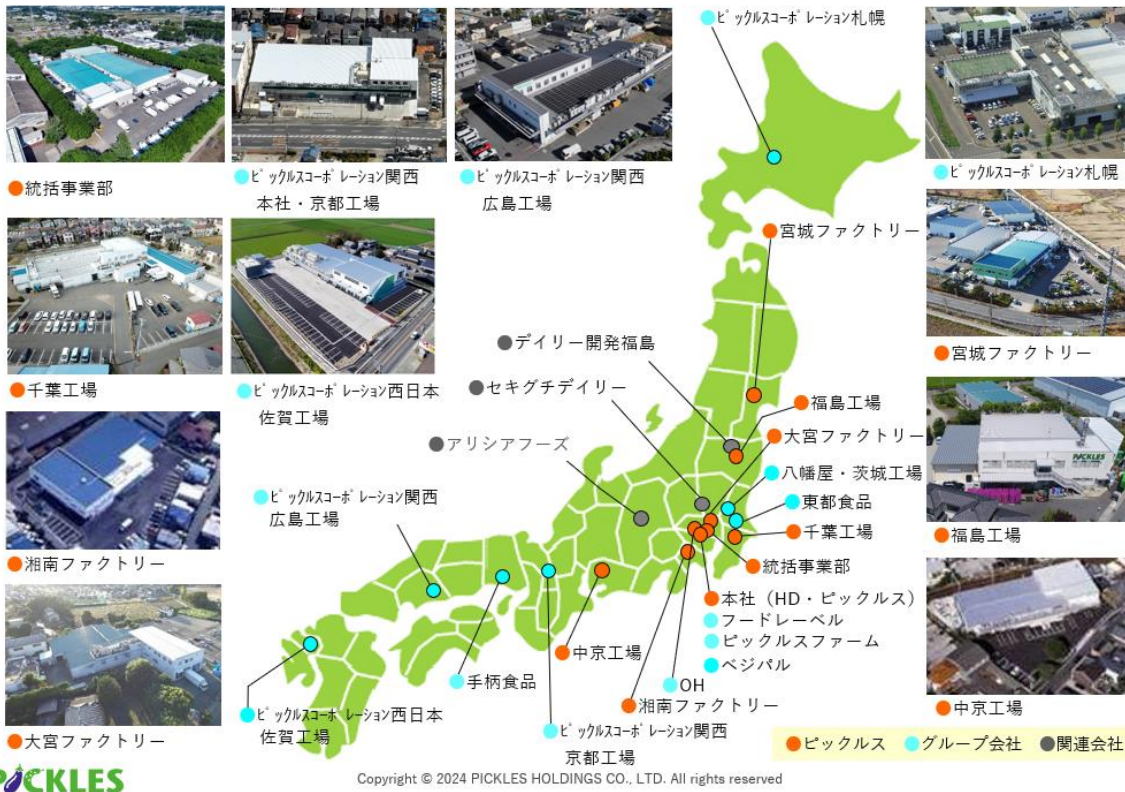 ●統括事業部
●ﾋﾟｯｸﾙｽｺｰﾎﾟﾚｰｼｮﾝ関西
本社・京都工場
●ﾋﾟｯｸﾙｽｺｰﾎﾟﾚｰｼｮﾝ関西
広島工場
●千葉工場
●ﾋﾟｯｸﾙｽｺｰﾎﾟﾚｰｼｮﾝ西日本
佐賀工場
●湘南ファクトリー
●大宮ファクトリー
●ﾋﾟｯｸﾙｽｺｰﾎﾟﾚｰｼｮﾝ札幌
●宮城ファクトリー
●デイリー開発福島
●セキグチデイリー
●アリシアフーズ
●福島工場
●大宮ファクトリー
●八幡屋・茨城工場
●東都食品
●千葉工場
●統括事業部
●本社（HD・ピックルス）
●フードレーベル
●ピックルスファーム
●ベジパル
●OH
●湘南ファクトリー
●中京工場
●ﾋﾟｯｸﾙｽｺｰﾎﾟﾚｰｼｮﾝ関西
京都工場
●手柄食品
●ﾋﾟｯｸﾙｽｺｰﾎﾟﾚｰｼｮﾝ関西
広島工場
●ﾋﾟｯｸﾙｽｺｰﾎﾟﾚｰｼｮﾝ西日本
佐賀工場
●ﾋﾟｯｸﾙｽｺｰﾎﾟﾚｰｼｮﾝ札幌
●宮城ファクトリー
PICKLES
●福島工場
●中京工場
●ピックルス ●グループ会社 ●関連会社
PICKLES
Copyright © 2024 PICKLES HOLDINGS CO., LTD. All rights reserved